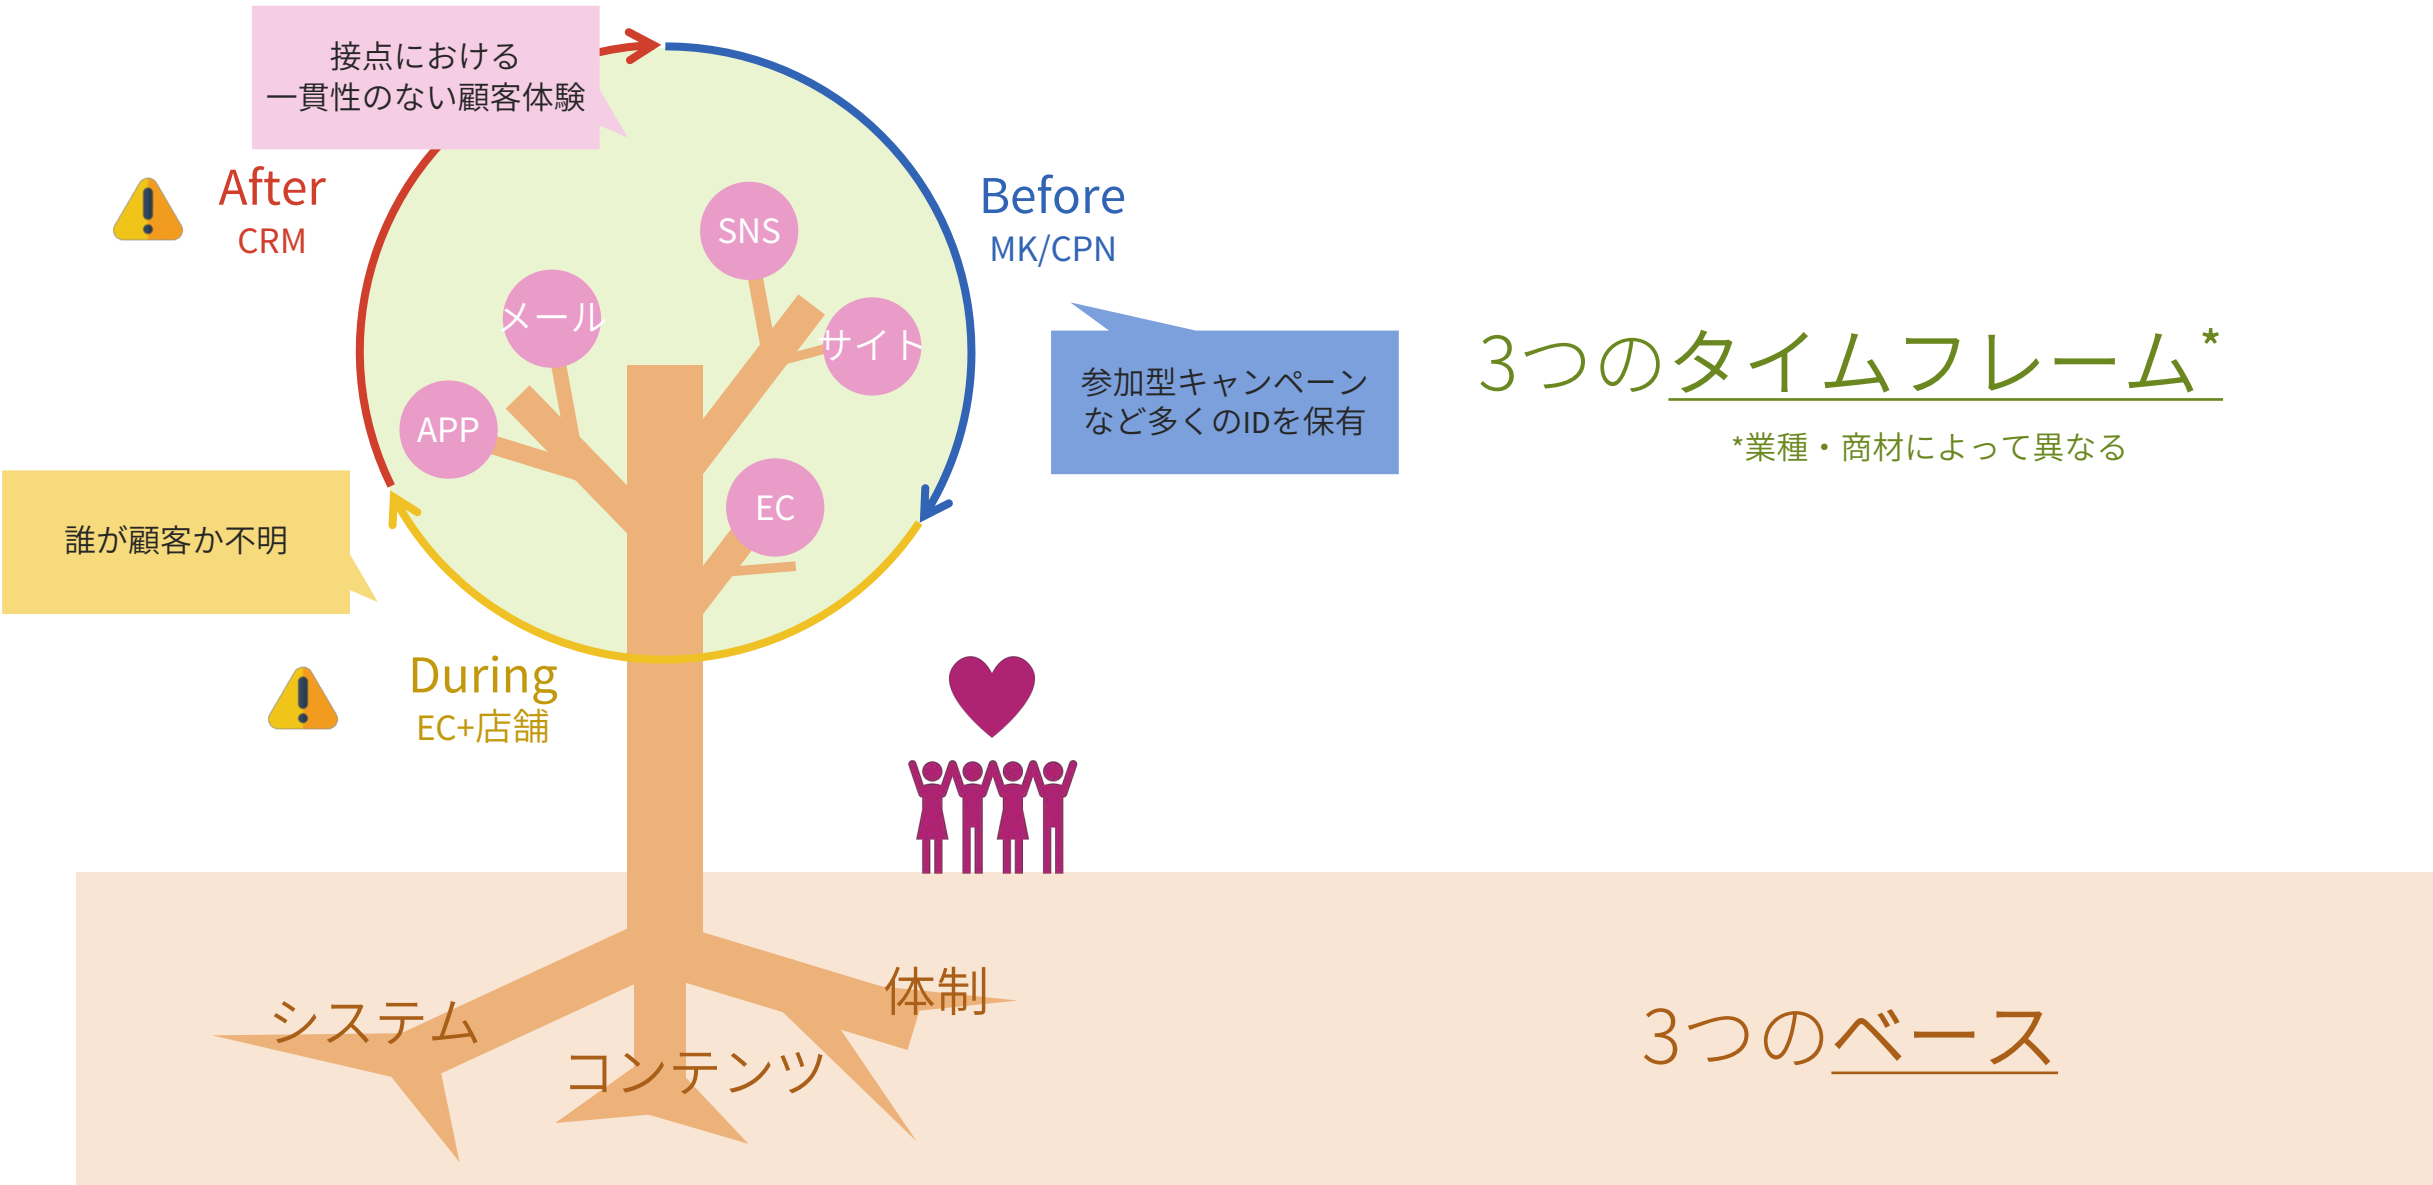 接点における
一貫性のない顧客体験
After
CRM
Before
MK/CPN
SNS
メール
サイト
APP
EC
参加型キャンペーン
など多くのIDを保有
3つのタイムフレーム*
*業種・商材によって異なる
誰が顧客か不明
During
EC+店舗
システム
コンテンツ
体制
3つのベース